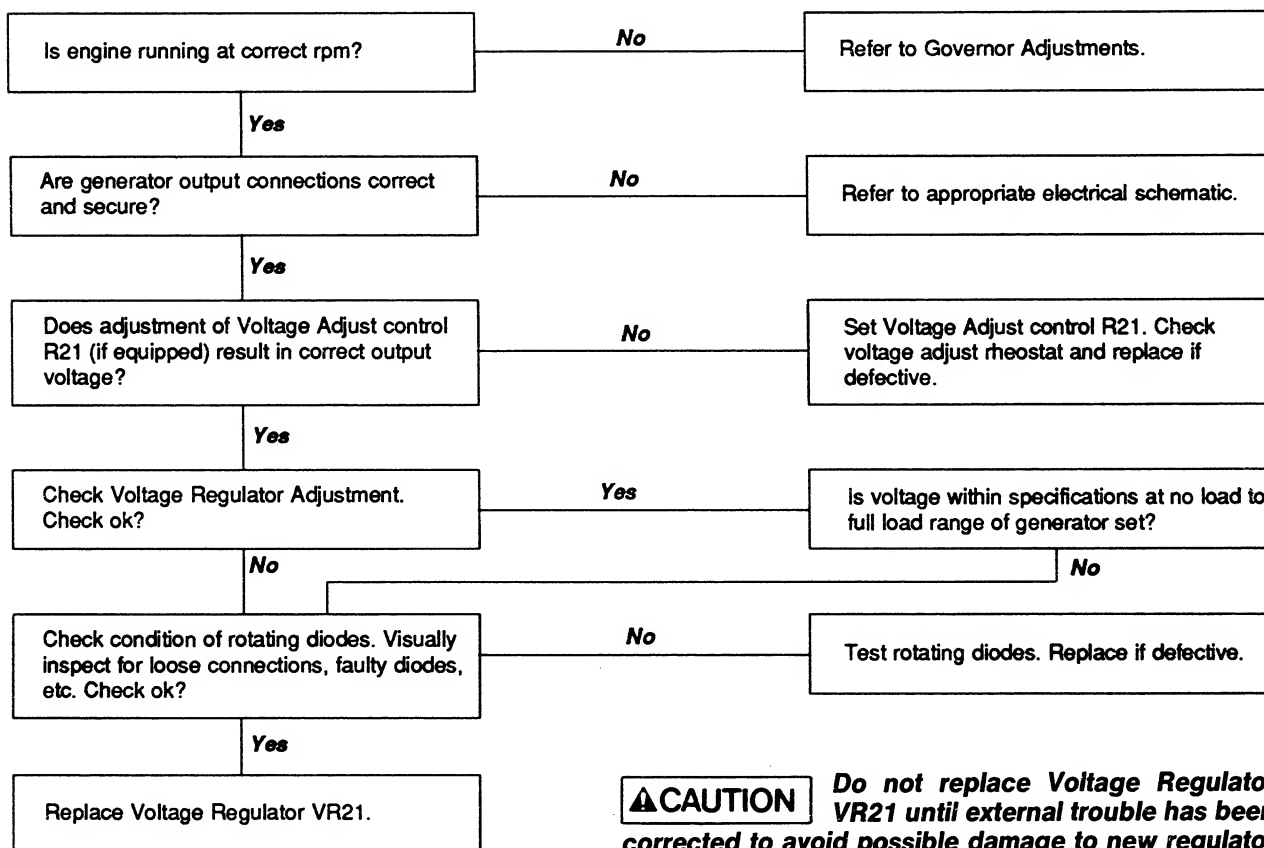 Is engine running at correct rpm?
No
Refer to Governor Adjustments.
Yes
Are generator output connections correct
and secure?
No
Refer to appropriate electrical schematic.
Yes
Does adjustment of Voltage Adjust control
R21 (if equipped) result in correct output
voltage?
No
Set Voltage Adjust control R21. Check
voltage adjust rheostat and replace if
defective.
Yes
Check Voltage Regulator Adjustment.
Check ok?
Yes
Is voltage within specifications at no load to
full load range of generator set?
No
No
Check condition of rotating diodes. Visually
inspect for loose connections, faulty diodes,
etc. Check ok?
No
Test rotating diodes. Replace if defective.
Yes
Replace Voltage Regulator VR21.
CAUTION
Do not replace Voltage Regulato
VR21 until external trouble has been
corrected to avoid possible damage to new regulato